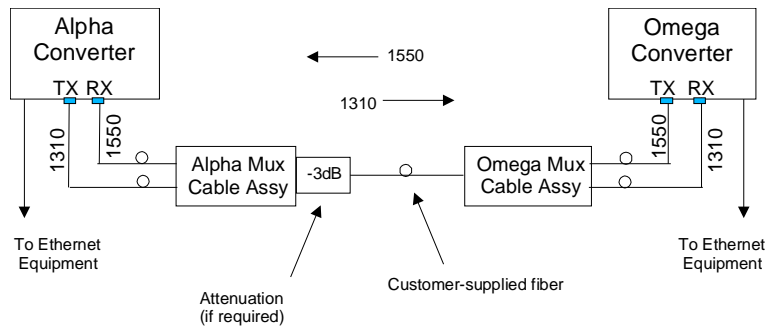 Alpha
Converter
TX RX
1310
1550
Alpha Mux
Cable Assy
-3dB
1550
1310
Omega
Converter
TX RX
1550
1310
Omega Mux
Cable Assy
To Ethernet
Equipment
Attenuation
(if required)
Customer-supplied fiber
To Ethernet
Equipment